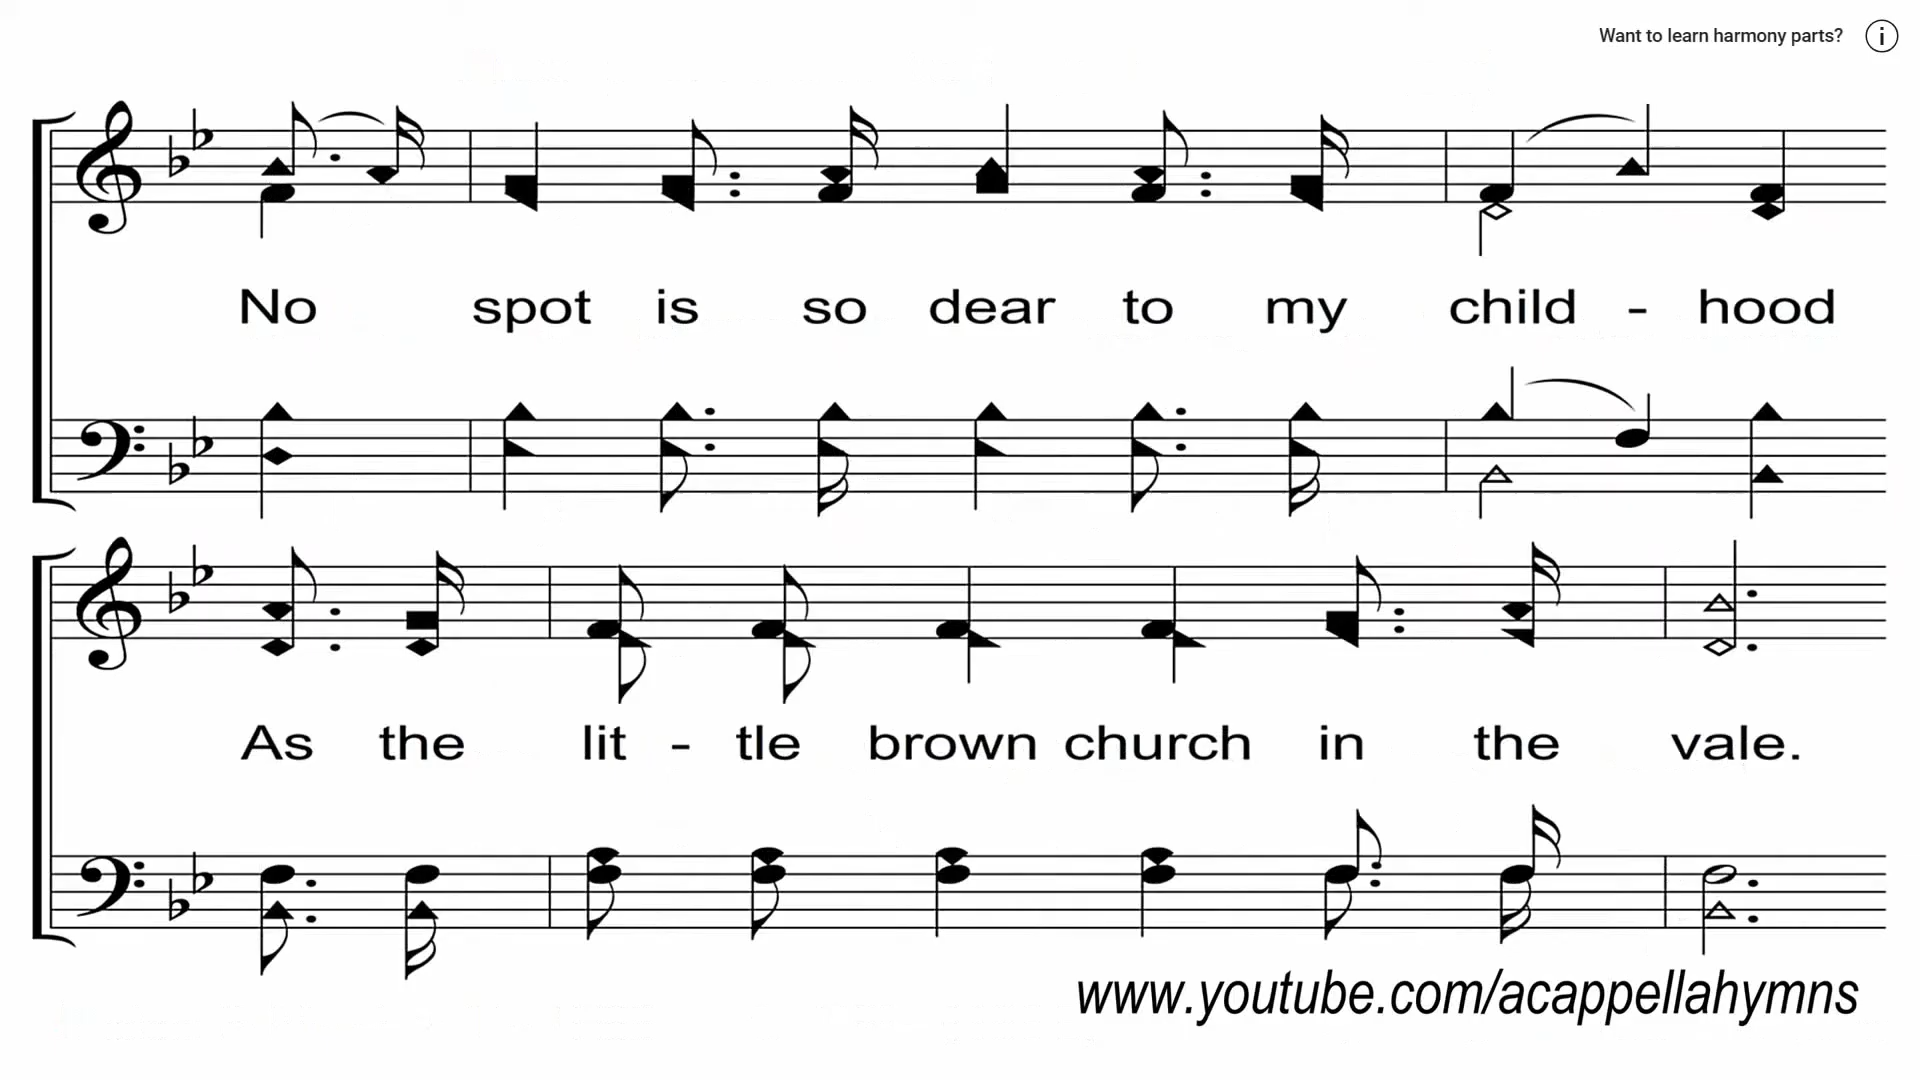 Want to learn harmony parts?
No spot is so dear to my child - hood
As the lit - tle brown church in the vale.
www.youtube.com/acappellahymns